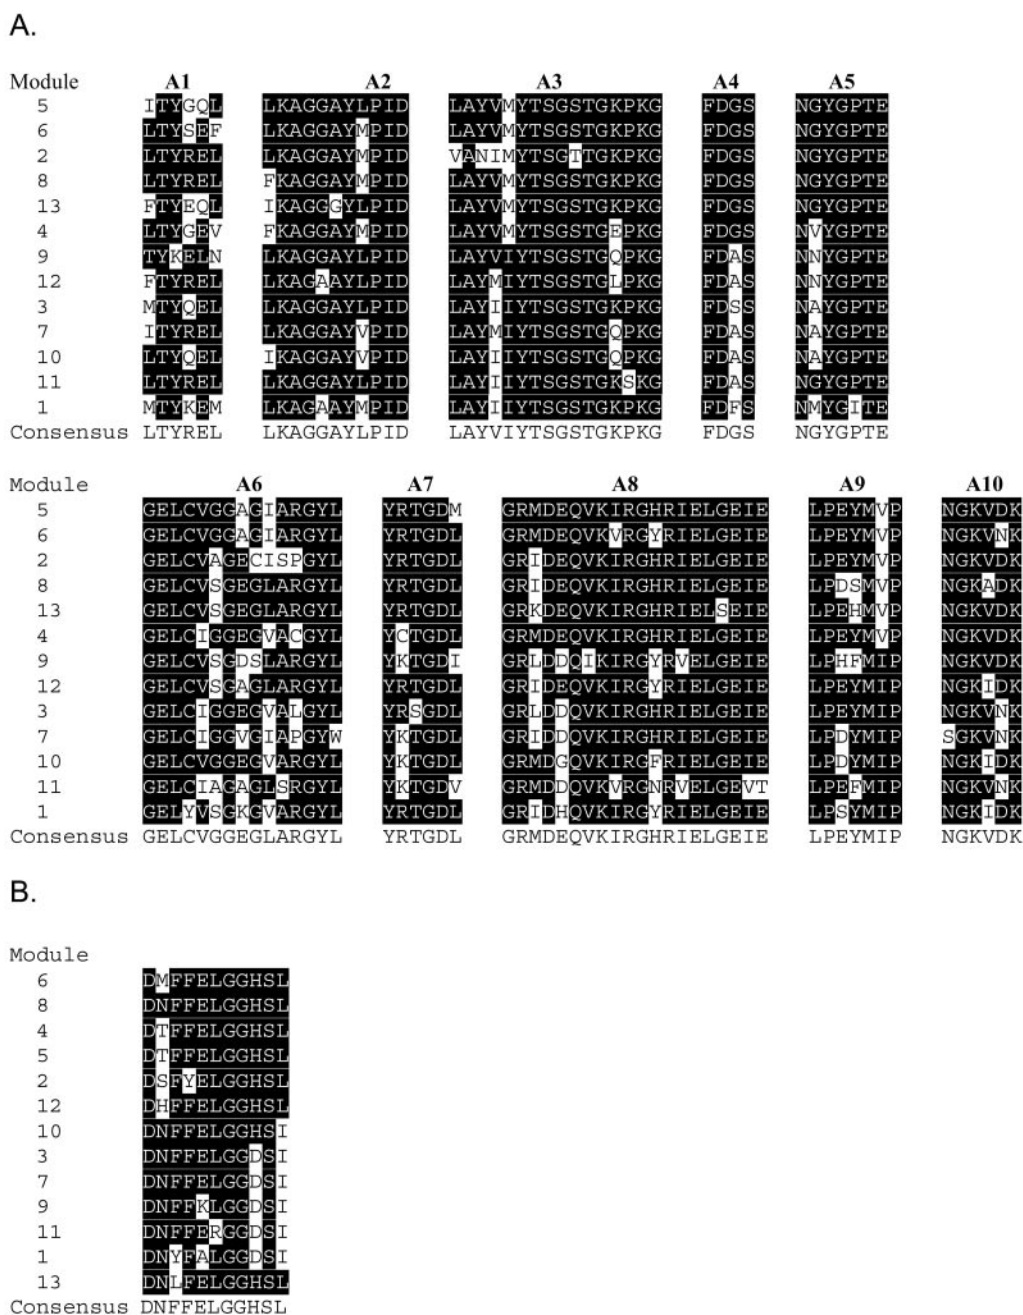 A.
Module A1 A2 A3 A4 A5
5 ITYGQL LKAGGAYLPID LAYVMYTSGSTGKPKG FDGS NGYGPTE
6 LTYSEF LKAGGAYMPID LAYVMYTSGSTGKPKG FDGS NGYGPTE
2 LTYREL LKAGGAYMPID VANIMYTSGTTGKPKG FDGS NGYGPTE
8 LTYREL FKAGGAYMPID LAYVMYTSGSTGKPKG FDGS NGYGPTE
13 FTYEQL IKAGGGYLPID LAYVMYTSGSTGKPKG FDGS NGYGPTE
4 LTYGEV FKAGGAYMPID LAYVMYTSGSTGEPKG FDGS NVYGPTE
9 TYKELN LKAGGAYLPID LAYVIYTSGSTGQPKG FDAS NNYGPTE
12 FTYREL LKAGAAYLPID LAYMIYTSGSTGLPKG FDAS NNYGPTE
3 MTYQEL LKAGGAYLPID LAYIIYTSGSTGKPKG FDSS NAYGPTE
7 ITYREL LKAGGAYVPID LAYMIYTSGSTGQPKG FDAS NAYGPTE
10 LTYQEL IKAGGAYVPID LAYIIYTSGSTGQPKG FDAS NAYGPTE
11 LTYREL LKAGGAYLPID LAYIIYTSGSTGKSKG FDAS NGYGPTE
1 MTYKEM LKAGAAYMPID LAYIIYTSGSTGKPKG FDFS NMYGITE
Consensus LTYREL LKAGGAYLPID LAYVIYTSGSTGKPKG FDGS NGYGPTE
Module A6 A7 A8 A9 A10
5 GELCVGGAGIARGYL YRTGDM GRMDEQVKIRGHRIELGEIE LPEYMVP NGKVDK
6 GELCVGGAGIARGYL YRTGDL GRMDEQVKVRGYRIELGEIE LPEYMVP NGKVNK
2 GELCVAGECISPGYL YRTGDL GRIDEQVKIRGHRIELGEIE LPEYMVP NGKVDK
8 GELCVSGEGLARGYL YRTGDL GRIDEQVKIRGHRIELGEIE LPDSMVP NGKADK
13 GELCVSGEGLARGYL YRTGDL GRKDEQVKIRGHRIELSEIE LPEHMVP NGKVDK
4 GELCIGGEGVACGYL YCTGDL GRMDEQVKIRGHRIELGEIE LPEYMVP NGKVDK
9 GELCVSGDSLARGYL YKTGDI GRLDDQIKIRGYRVELGEIE LPHFMIP NGKVDK
12 GELCVSGAGLARGYL YRTGDL GRIDEQVKIRGYRIELGEIE LPEYMIP NGKIDK
3 GELCIGGEGVALGYL YRSGDL GRLDDQVKIRGHRIELGEIE LPEYMIP NGKVNK
7 GELCIGGVGIAPGYW YKTGDL GRIDDQVKIRGHRIELGEIE LPDYMIP SGKVNK
10 GELCVGGEGVARGYL YKTGDL GRMDGQVKIRGFRIELGEIE LPDYMIP NGKIDK
11 GELCIAGAGLSRGYL YKTGDV GRMDDQVKVRGNRVELGEVT LPEFMIP NGKVNK
1 GELYVSGKGVARGYL YRTGDL GRIDHQVKIRGYRIELGEIE LPSYMIP NGKIDK
Consensus GELCVGGEGLARGYL YRTGDL GRMDEQVKIRGHRIELGEIE LPEYMIP NGKVDK
B.
Module
6 DMFFELGGHSL
8 DNFFELGGHSL
4 DTFFELGGHSL
5 DTFFELGGHSL
2 DSFYELGGHSL
12 DHFFELGGHSL
10 DNFFELGGHSI
3 DNFFELGGDSI
7 DNFFELGGDSI
9 DNFFKLGGDSI
11 DNFFERGGDSI
1 DNYFALGGDSI
13 DNLFELGGHSL
Consensus DNFFELGGHSL